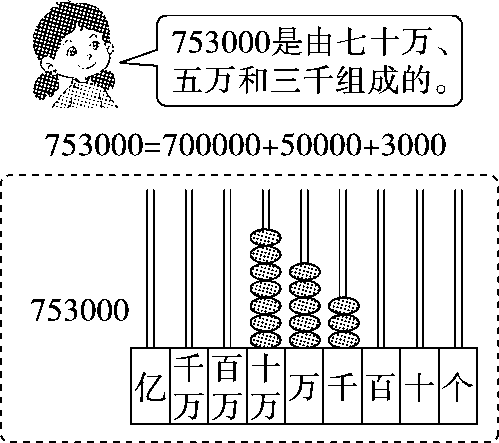 753000是由七十万、
五万和三千组成的。
753000=700000+50000+3000
753000
亿 千万 百万 十万 万 千 百 十 个